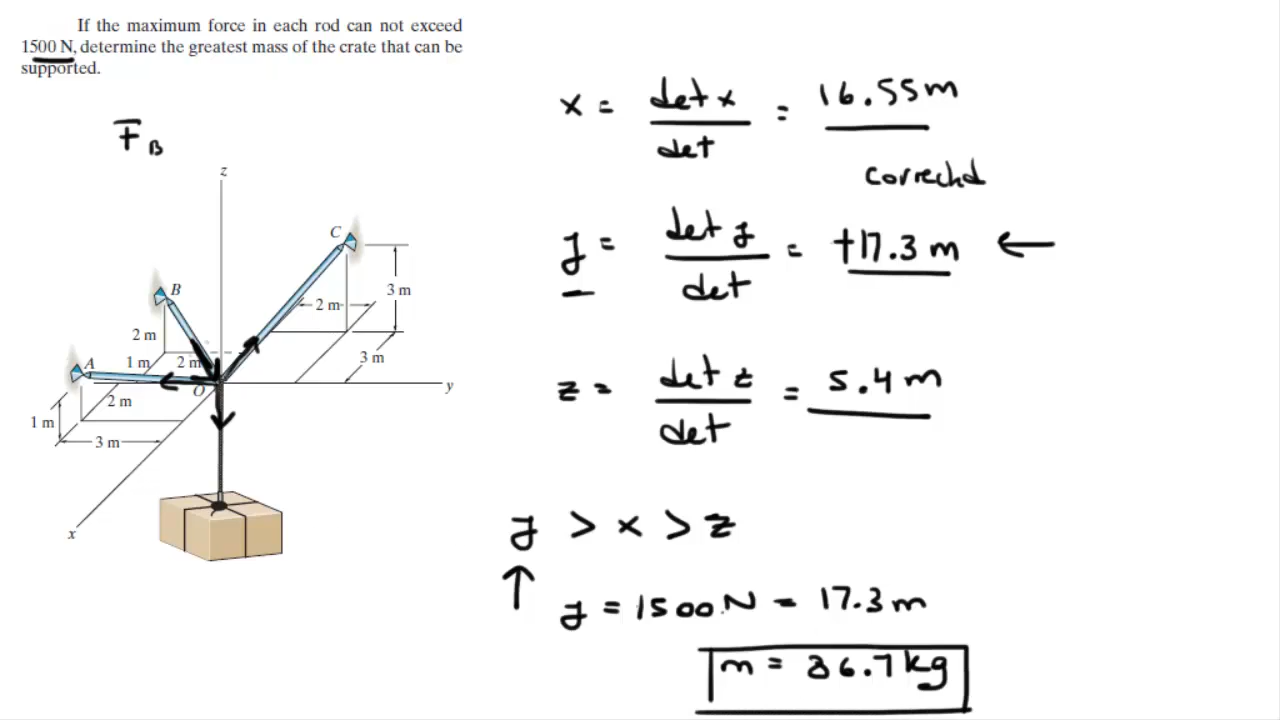 If the maximum force in each rod can not exceed
1500 N, determine the greatest mass of the crate that can be
supported.
F̅_B
z
C
B
3 m
2 m
2 m
A
1 m
2 m
3 m
O
y
2 m
1 m
3 m
x
x = det x / det = 16.55m
corrected
y = det y / det = +17.3 m ←
z = det z / det = 5.4 m
y > x > z
↑
y = 1500 N = 17.3 m
m = 86.7 kg